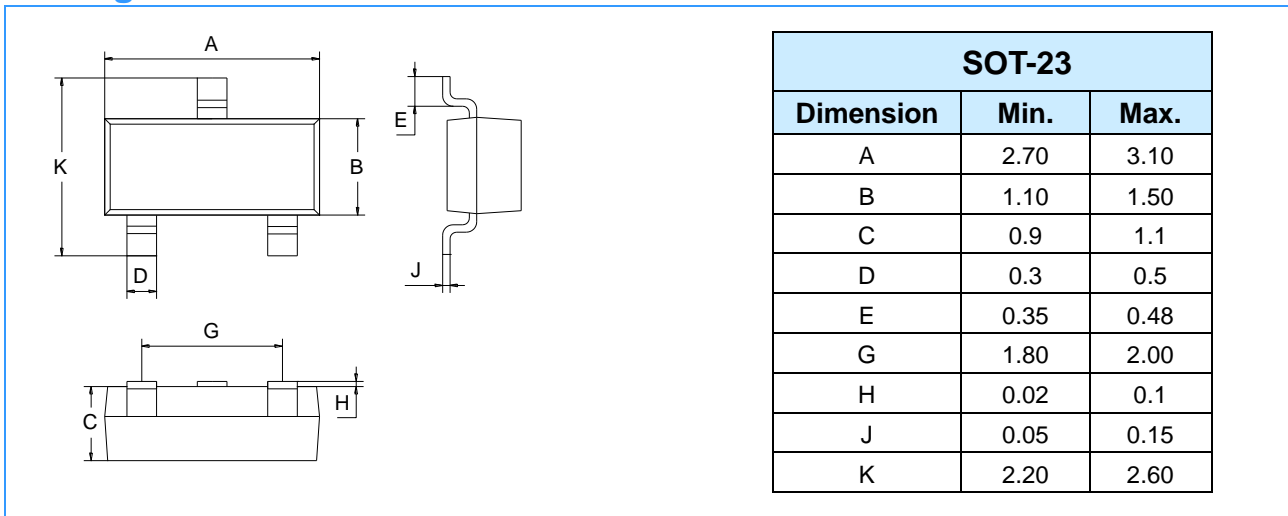 A
K
B
D
E
J
G
C
H
SOT-23
Dimension Min. Max.
A 2.70 3.10
B 1.10 1.50
C 0.9 1.1
D 0.3 0.5
E 0.35 0.48
G 1.80 2.00
H 0.02 0.1
J 0.05 0.15
K 2.20 2.60